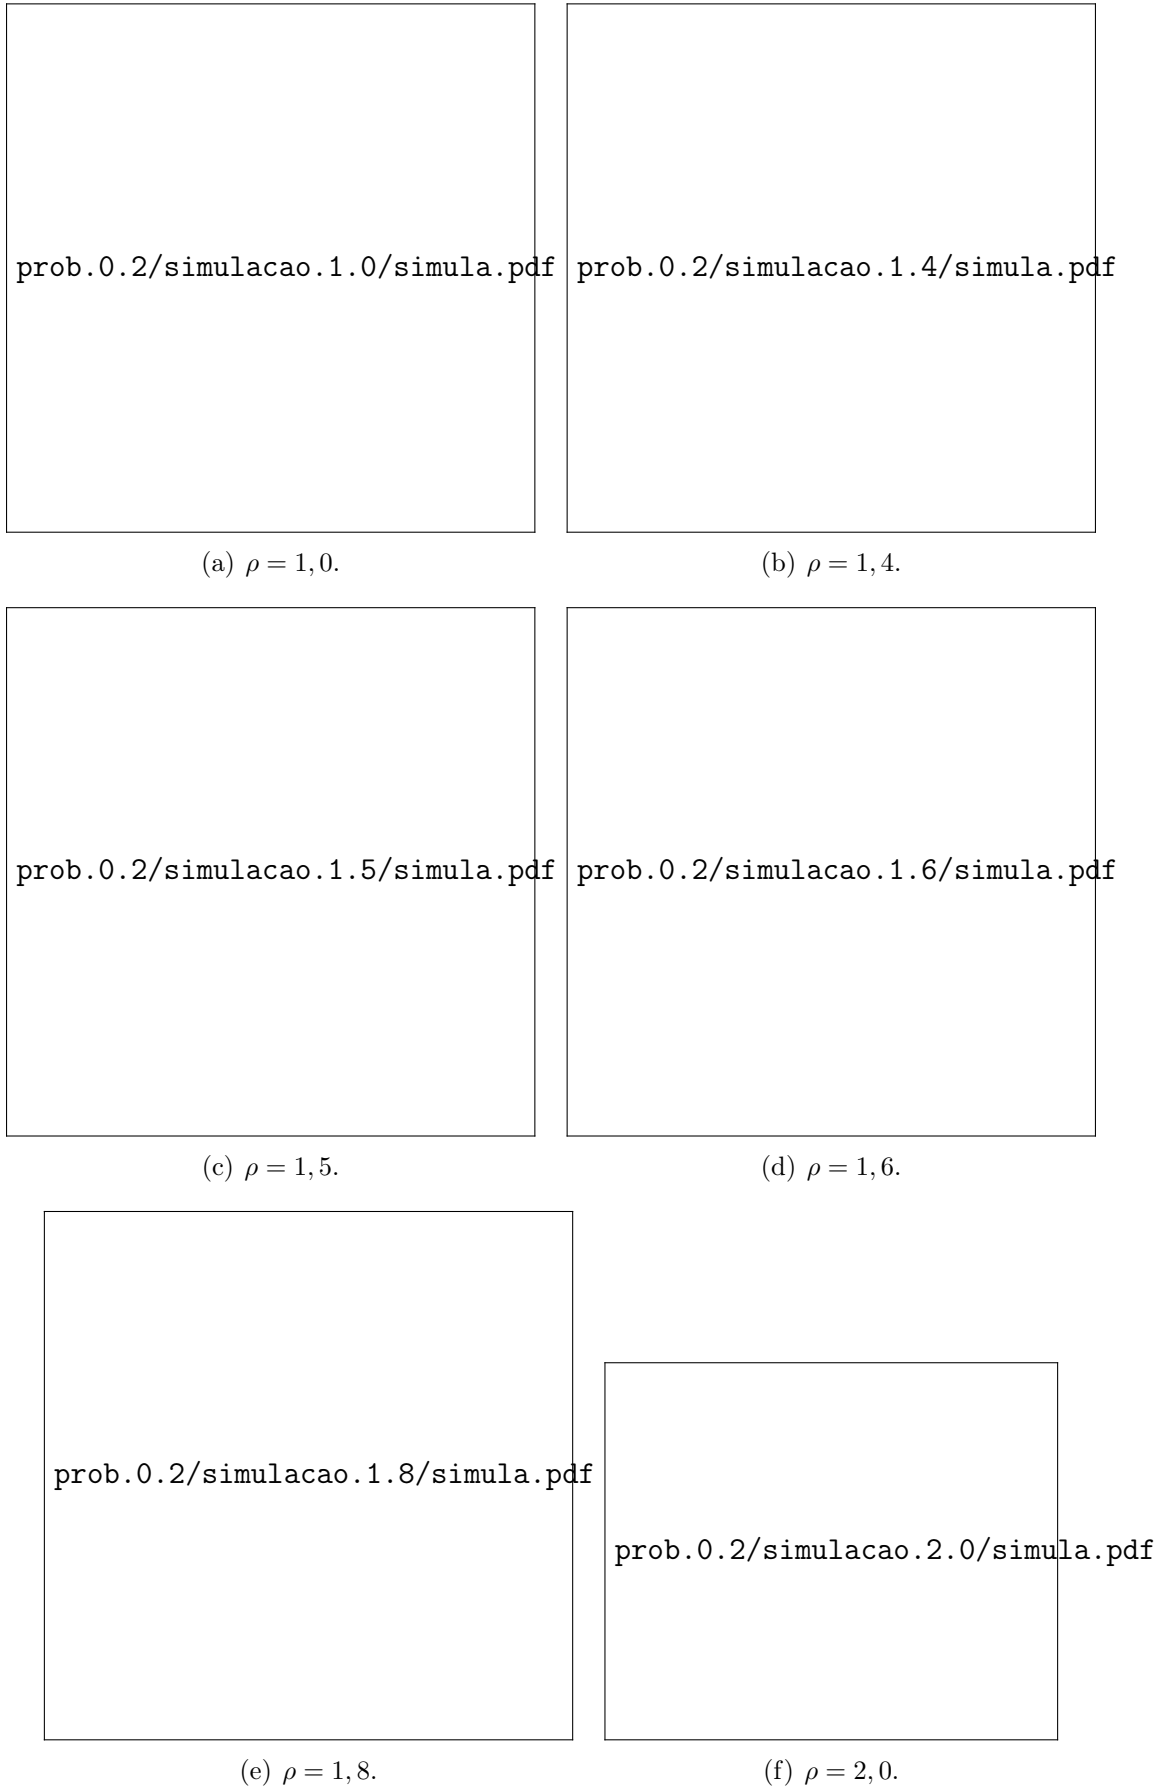 prob.0.2/simulacao.1.0/simula.pdf
prob.0.2/simulacao.1.4/simula.pdf
(a) ρ = 1, 0.
(b) ρ = 1, 4.
prob.0.2/simulacao.1.5/simula.pdf
prob.0.2/simulacao.1.6/simula.pdf
(c) ρ = 1, 5.
(d) ρ = 1, 6.
prob.0.2/simulacao.1.8/simula.pdf
prob.0.2/simulacao.2.0/simula.pdf
(e) ρ = 1, 8.
(f) ρ = 2, 0.